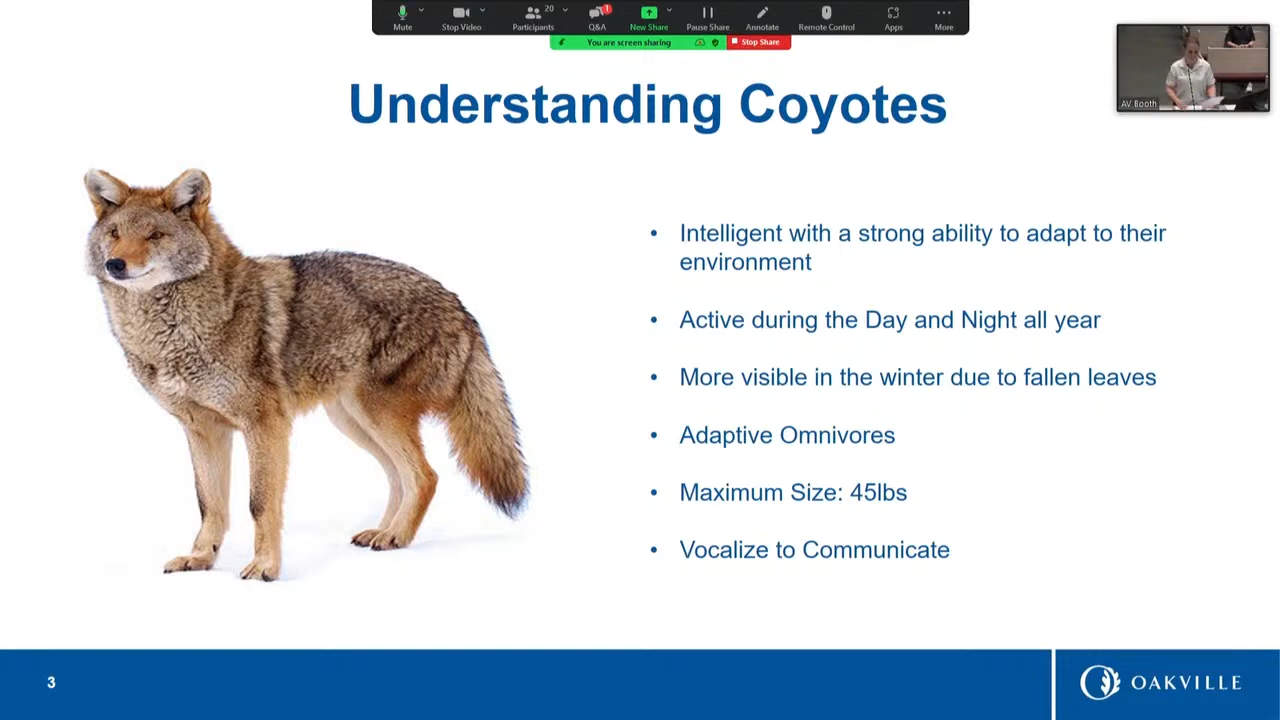 20
1
Mute
Stop Video
Participants
Q&A
New Share
Pause Share
Annotate
Remote Control
Apps
More
You are screen sharing
Stop Share
AV Booth
Understanding Coyotes
• Intelligent with a strong ability to adapt to their
environment
• Active during the Day and Night all year
• More visible in the winter due to fallen leaves
• Adaptive Omnivores
• Maximum Size: 45lbs
• Vocalize to Communicate
3
OAKVILLE